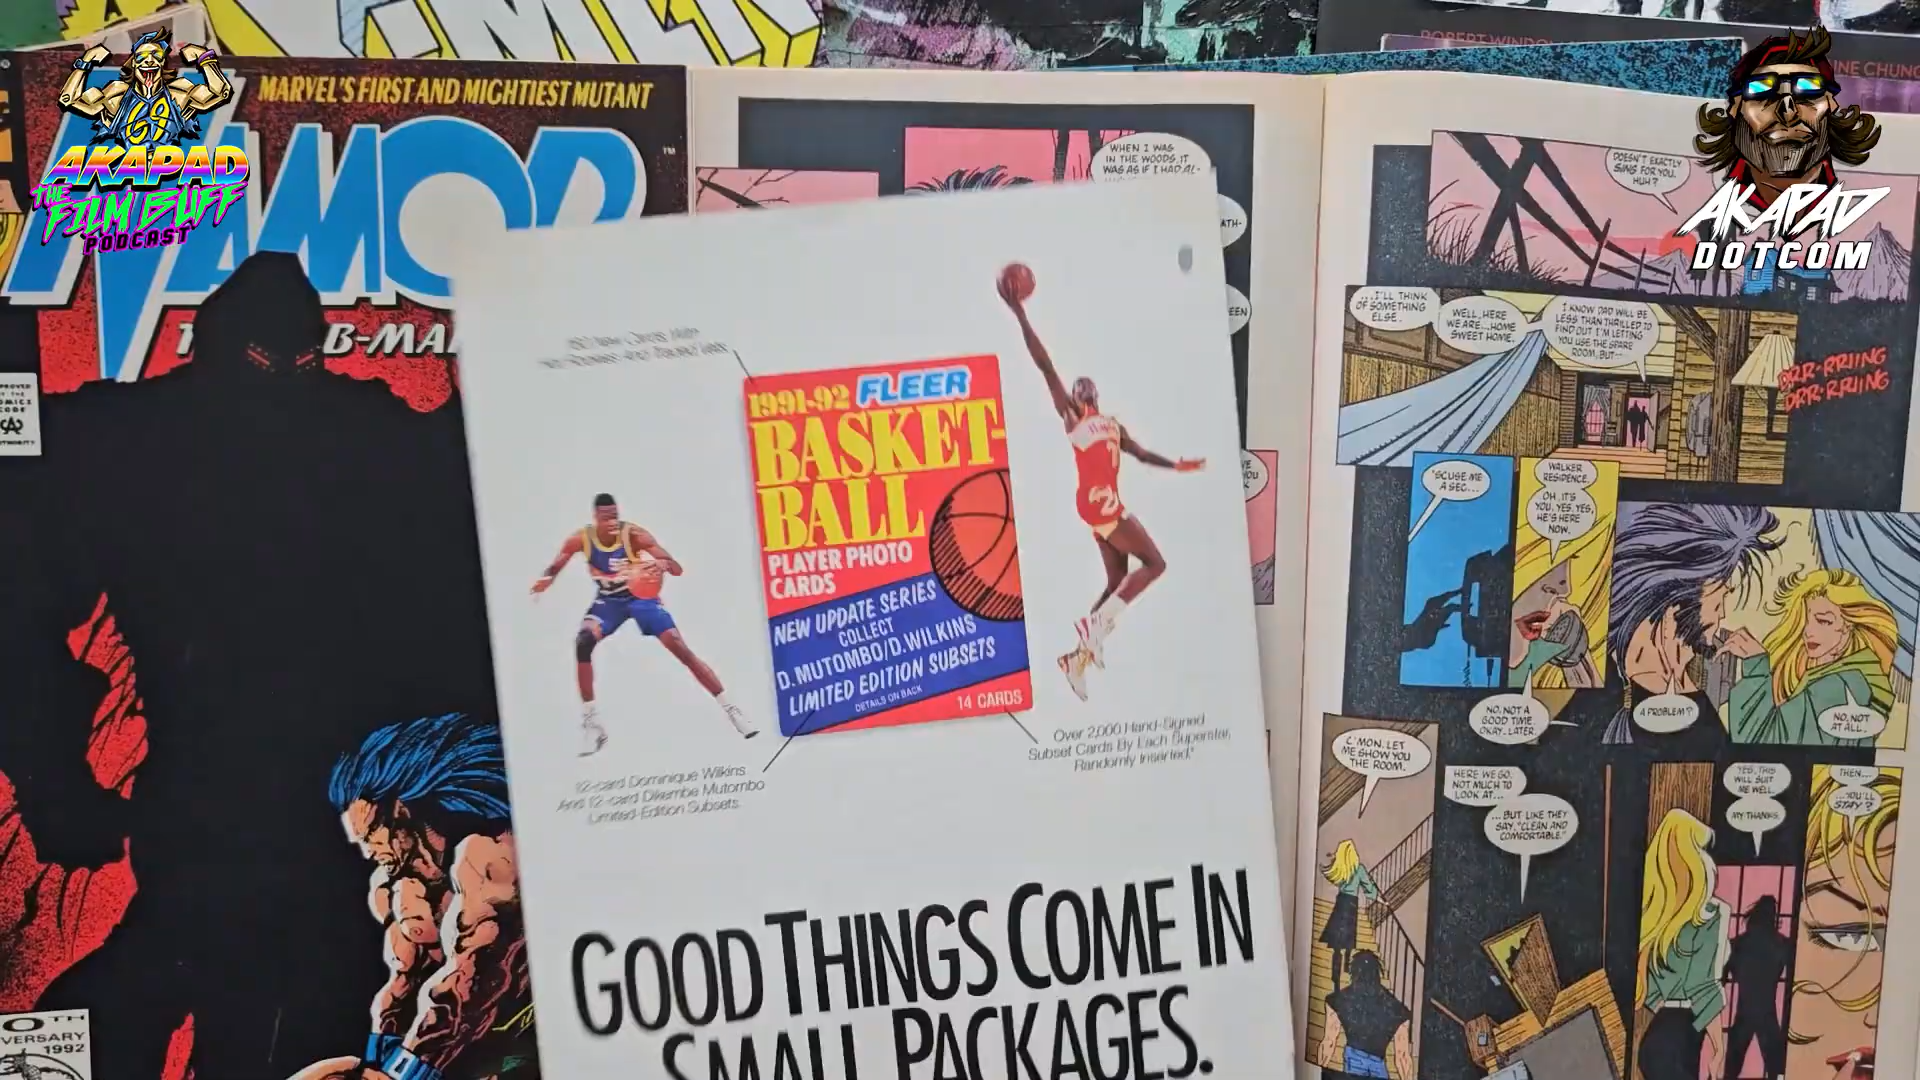 AKAPAD
THE
FILM BUFF
PODCAST
MARVEL'S FIRST AND MIGHTIEST MUTANT
NAMOR
B-MA
APPROVED
BY THE
COMICS
CODE
AUTHORITY
1992
WHEN I WAS
IN THE WOODS, IT
WAS AS IF I HAD AL-
1991-92 FLEER
BASKET-
BALL
PLAYER PHOTO
CARDS
NEW UPDATE SERIES
COLLECT
D. MUTOMBO/D. WILKINS
LIMITED EDITION SUBSETS
DETAILS ON BACK
14 CARDS
12-card Dominique Wilkins
And 12-card Dikembe Mutombo
Limited-Edition Subsets.
Over 2,000 Hand-Signed
Subset Cards By Each Superstar,
Randomly Inserted.*
GOOD THINGS COME IN
SMALL PACKAGES.
AKAPAD
DOTCOM
DOESN'T EXACTLY
SING FOR YOU,
HUH?
...I'LL THINK
OF SOMETHING
ELSE.
WELL, HERE
WE ARE...HOME
SWEET HOME.
I KNOW DAD WILL BE
LESS THAN THRILLED TO
FIND OUT I'M LETTING
YOU USE THE SPARE
ROOM, BUT--
DRR-RRIING
DRR-RRIING
'SCUSE ME
A SEC...
WALKER
RESIDENCE.
OH, IT'S
YOU. YES, YES,
HE'S HERE
NOW.
NO, NOT A
GOOD TIME.
OKAY. LATER.
A PROBLEM?
NO, NOT
AT ALL.
C'MON, LET
ME SHOW YOU
THE ROOM.
HERE WE GO.
NOT MUCH TO
LOOK AT...
...BUT LIKE THEY
SAY, "CLEAN AND
COMFORTABLE."
YES, THIS
WILL SUIT
ME WELL.
MY THANKS.
THEN...
...YOU'LL
STAY?